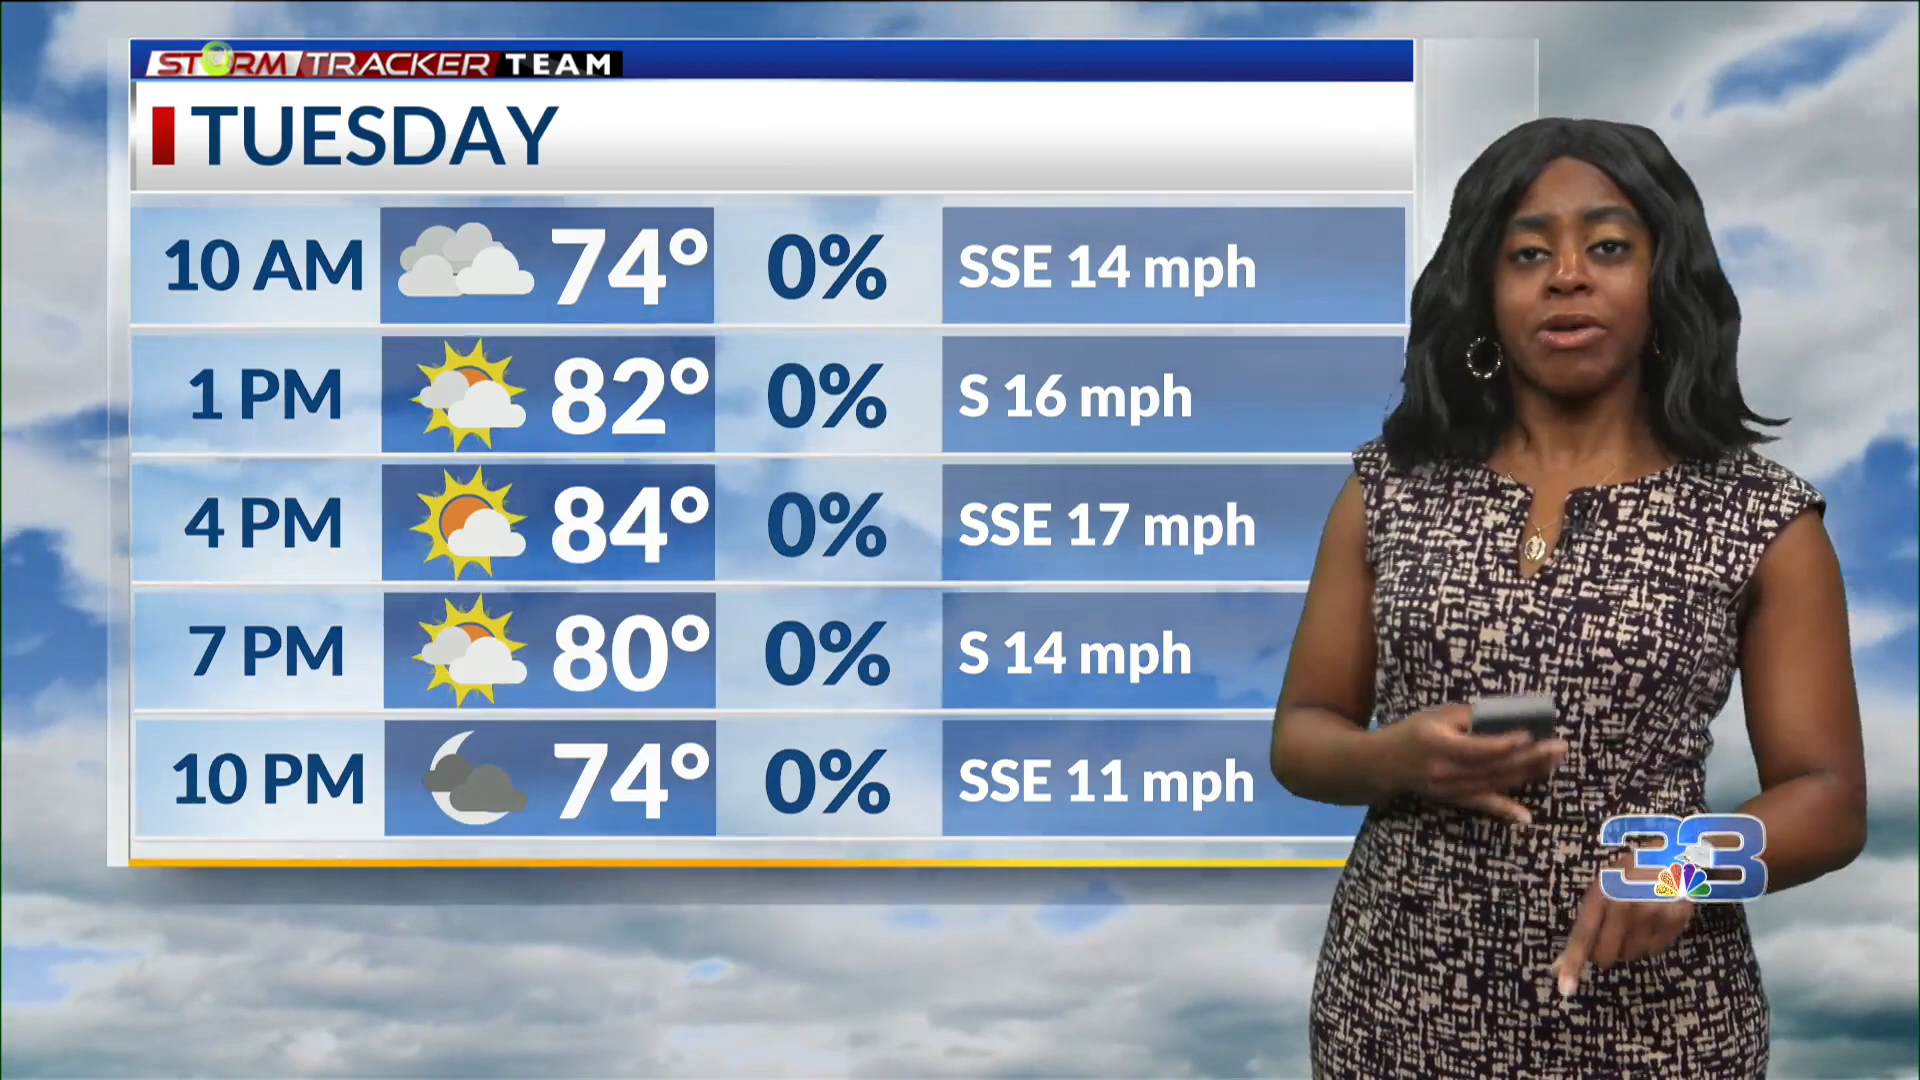 STORM TRACKER TEAM
TUESDAY
10 AM 74° 0% SSE 14 mph
1 PM 82° 0% S 16 mph
4 PM 84° 0% SSE 17 mph
7 PM 80° 0% S 14 mph
10 PM 74° 0% SSE 11 mph
33